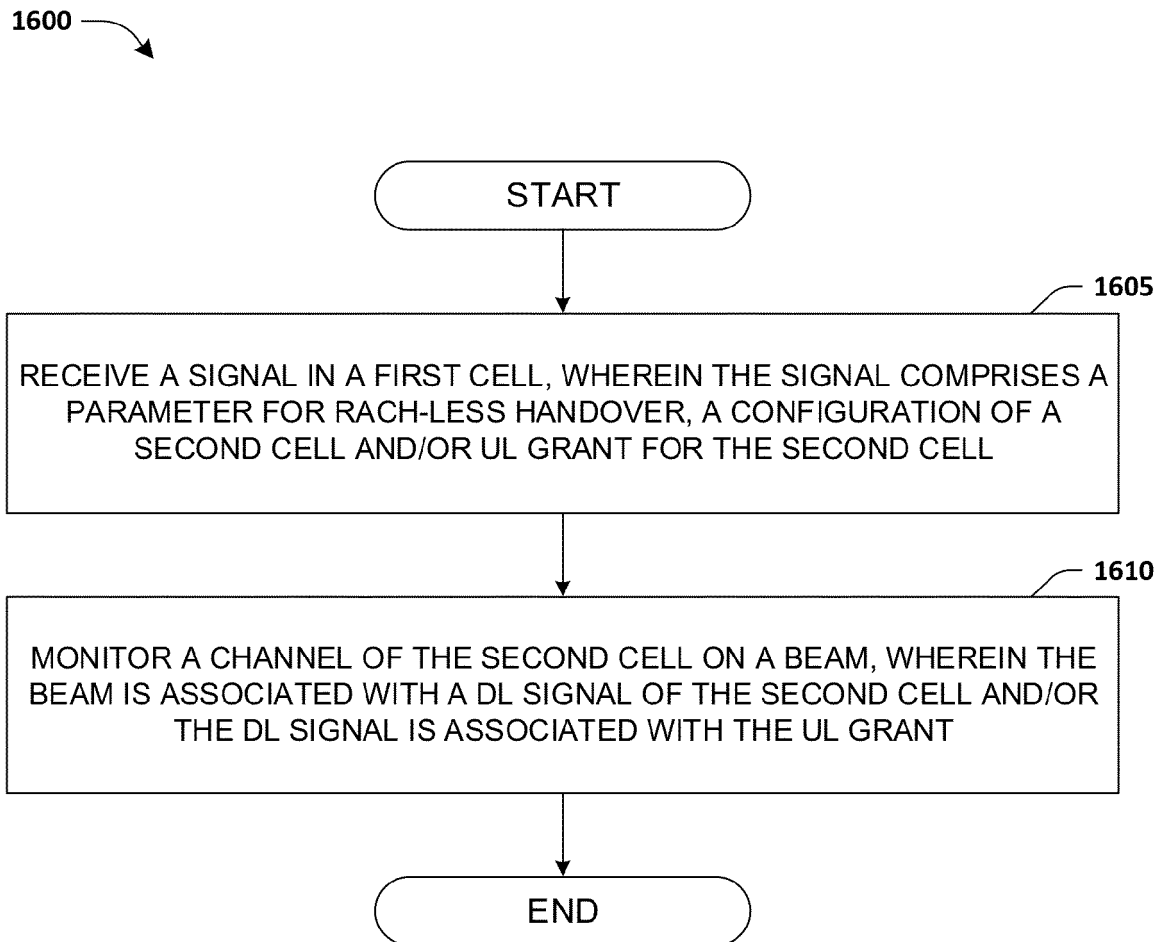 1600
START
1605
RECEIVE A SIGNAL IN A FIRST CELL, WHEREIN THE SIGNAL COMPRISES A
PARAMETER FOR RACH-LESS HANDOVER, A CONFIGURATION OF A
SECOND CELL AND/OR UL GRANT FOR THE SECOND CELL
1610
MONITOR A CHANNEL OF THE SECOND CELL ON A BEAM, WHEREIN THE
BEAM IS ASSOCIATED WITH A DL SIGNAL OF THE SECOND CELL AND/OR
THE DL SIGNAL IS ASSOCIATED WITH THE UL GRANT
END